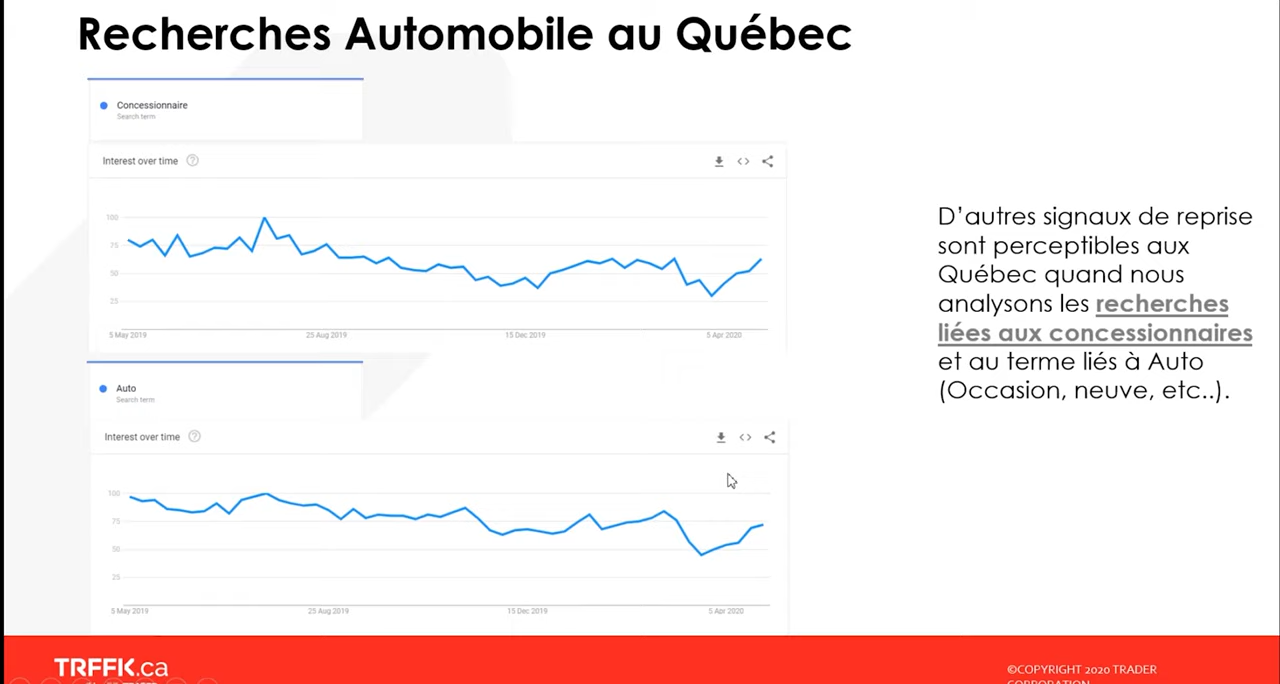 Recherches Automobile au Québec
Concessionnaire
Search term
Interest over time
100
75
50
25
5 May 2019
25 Aug 2019
15 Dec 2019
5 Apr 2020
Auto
Search term
Interest over time
100
75
50
25
5 May 2019
25 Aug 2019
15 Dec 2019
5 Apr 2020
D'autres signaux de reprise
sont perceptibles aux
Québec quand nous
analysons les recherches
liées aux concessionnaires
et au terme liés à Auto
(Occasion, neuve, etc..).
TRFFK.ca
©COPYRIGHT 2020 TRADER
CORPORATION